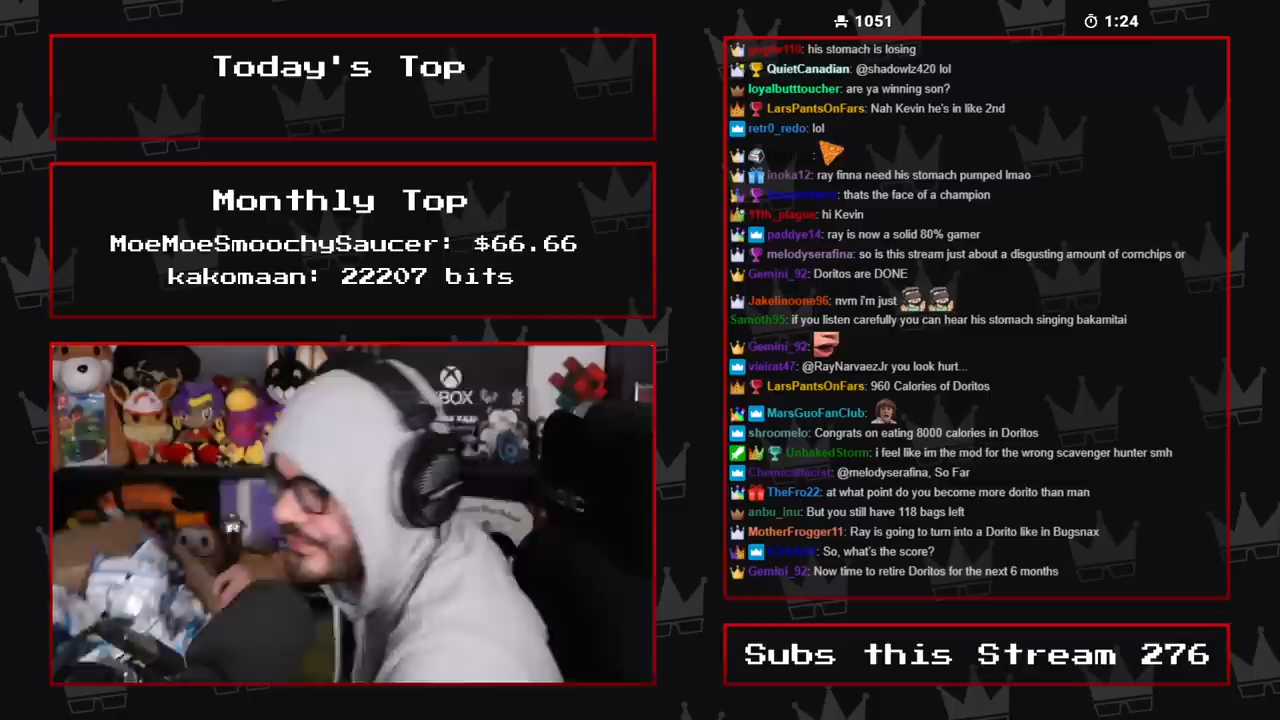 1051
1:24
Today's Top
Monthly Top
MoeMoeSmoochySaucer: $66.66
kakomaan: 22207 bits
his stomach is losing
QuietCanadian: @shadowlz420 lol
loyalbutttoucher: are ya winning son?
LarsPantsOnFars: Nah Kevin he's in like 2nd
retr0_redo: lol
inoka12: ray finna need his stomach pumped lmao
thats the face of a champion
11th_plague: hi Kevin
paddye14: ray is now a solid 80% gamer
melodyserafina: so is this stream just about a disgusting amount of cornchips or
Gemini_92: Doritos are DONE
Jakelinoone96: nvm i'm just
Samoth95: if you listen carefully you can hear his stomach singing bakamitai
Gemini_92:
vieirat47: @RayNarvaezJr you look hurt...
LarsPantsOnFars: 960 Calories of Doritos
MarsGuoFanClub:
shroomelo: Congrats on eating 8000 calories in Doritos
UnbakedStorm: i feel like im the mod for the wrong scavenger hunter smh
@melodyserafina, So Far
TheFro22: at what point do you become more dorito than man
anbu_inu: But you still have 118 bags left
MotherFrogger11: Ray is going to turn into a Dorito like in Bugsnax
So, what's the score?
Gemini_92: Now time to retire Doritos for the next 6 months
XBOX
Subs this Stream 276